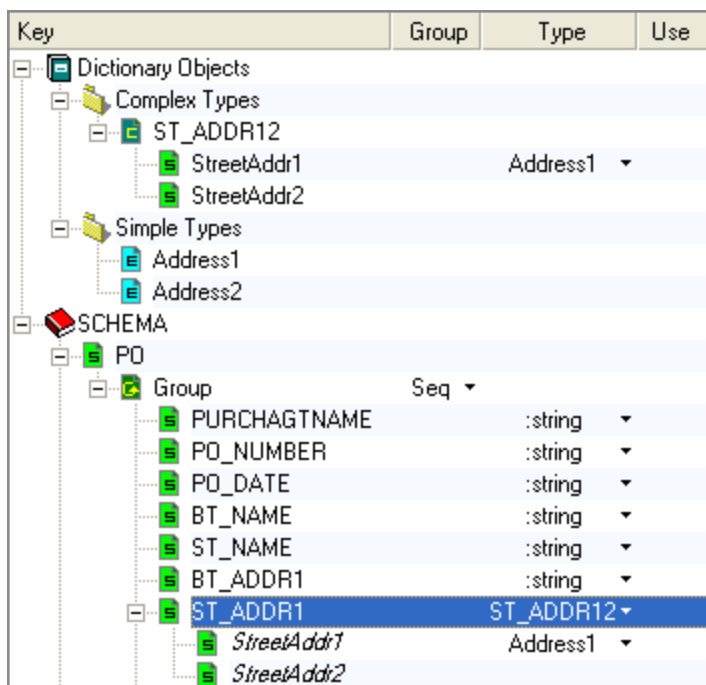 Key Group Type Use
Dictionary Objects
Complex Types
ST_ADDR12
StreetAddr1 Address1
StreetAddr2
Simple Types
Address1
Address2
SCHEMA
PO
Group Seq
PURCHAGTNAME :string
PO_NUMBER :string
PO_DATE :string
BT_NAME :string
ST_NAME :string
BT_ADDR1 :string
ST_ADDR1 ST_ADDR12
StreetAddr1 Address1
StreetAddr2